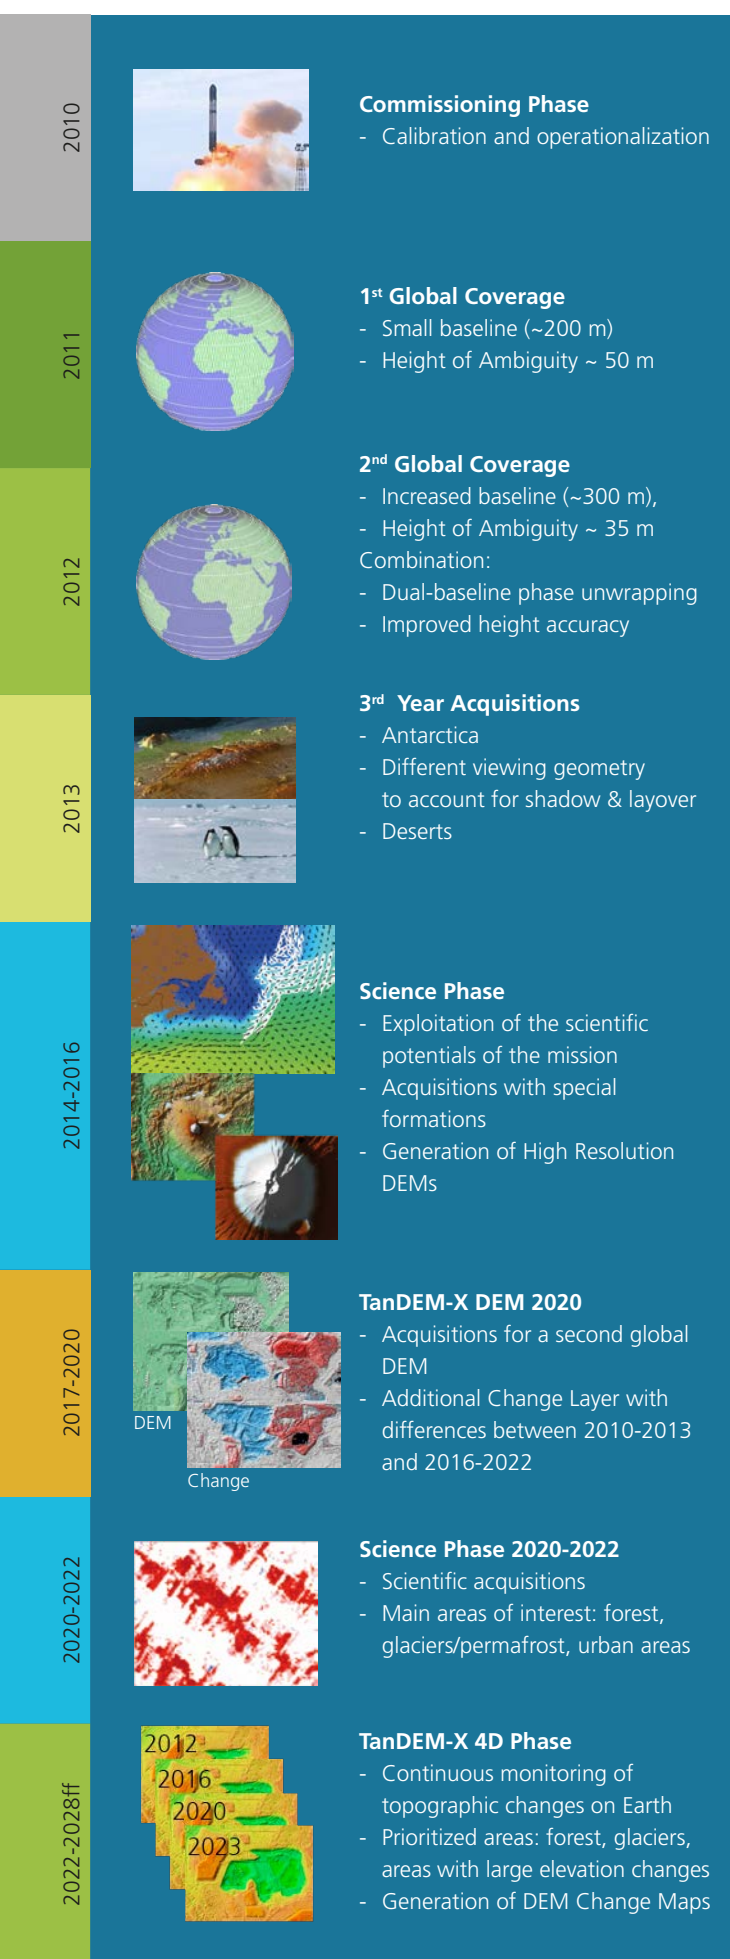 2010
Commissioning Phase
- Calibration and operationalization
2011
1st Global Coverage
- Small baseline (~200 m)
- Height of Ambiguity ~ 50 m
2012
2nd Global Coverage
- Increased baseline (~300 m),
- Height of Ambiguity ~ 35 m
Combination:
- Dual-baseline phase unwrapping
- Improved height accuracy
2013
3rd Year Acquisitions
- Antarctica
- Different viewing geometry
to account for shadow & layover
- Deserts
2014-2016
Science Phase
- Exploitation of the scientific
potentials of the mission
- Acquisitions with special
formations
- Generation of High Resolution
DEMs
2017-2020
DEM
Change
TanDEM-X DEM 2020
- Acquisitions for a second global
DEM
- Additional Change Layer with
differences between 2010-2013
and 2016-2022
2020-2022
Science Phase 2020-2022
- Scientific acquisitions
- Main areas of interest: forest,
glaciers/permafrost, urban areas
2022-2028ff
2012
2016
2020
2023
TanDEM-X 4D Phase
- Continuous monitoring of
topographic changes on Earth
- Prioritized areas: forest, glaciers,
areas with large elevation changes
- Generation of DEM Change Maps